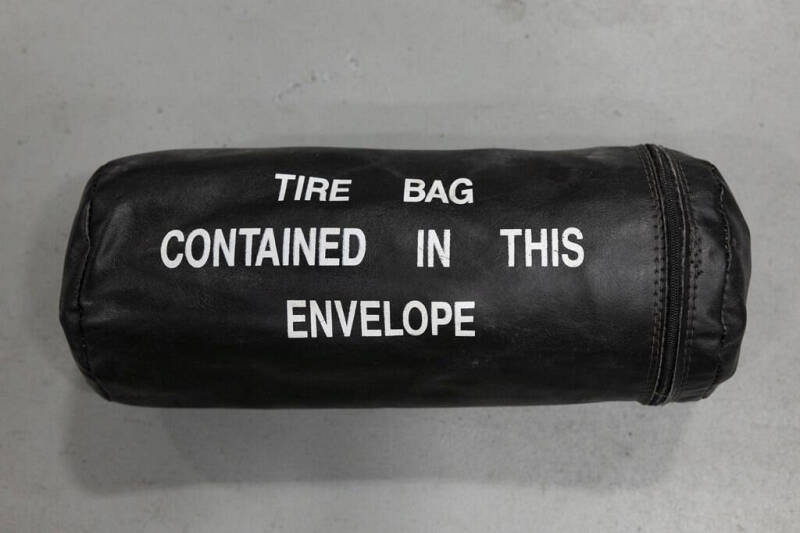 TIRE BAG
CONTAINED IN THIS
ENVELOPE